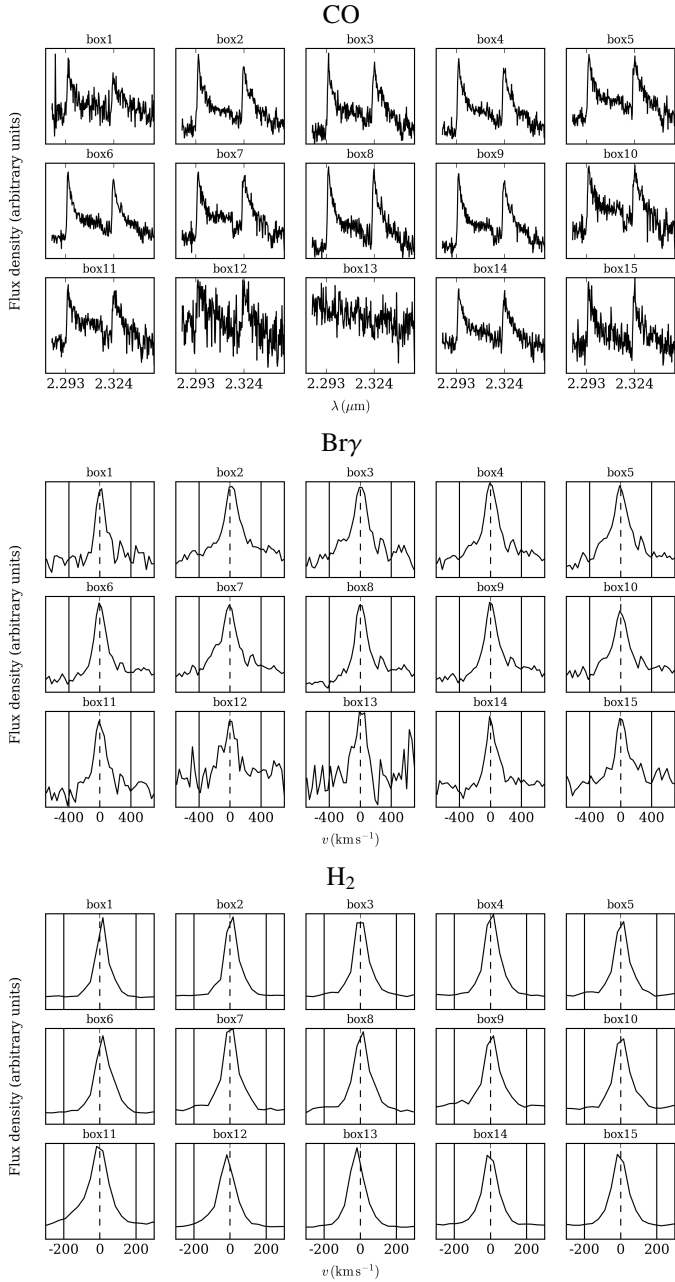 CO
box1 box2 box3 box4 box5
box6 box7 box8 box9 box10
box11 box12 box13 box14 box15
Flux density (arbitrary units)
2.293 2.324 2.293 2.324 2.293 2.324 2.293 2.324 2.293 2.324
λ (μm)
Brγ
box1 box2 box3 box4 box5
box6 box7 box8 box9 box10
box11 box12 box13 box14 box15
Flux density (arbitrary units)
-400 0 400 -400 0 400 -400 0 400 -400 0 400 -400 0 400
v (km s⁻¹)
H₂
box1 box2 box3 box4 box5
box6 box7 box8 box9 box10
box11 box12 box13 box14 box15
Flux density (arbitrary units)
-200 0 200 -200 0 200 -200 0 200 -200 0 200 -200 0 200
v (km s⁻¹)